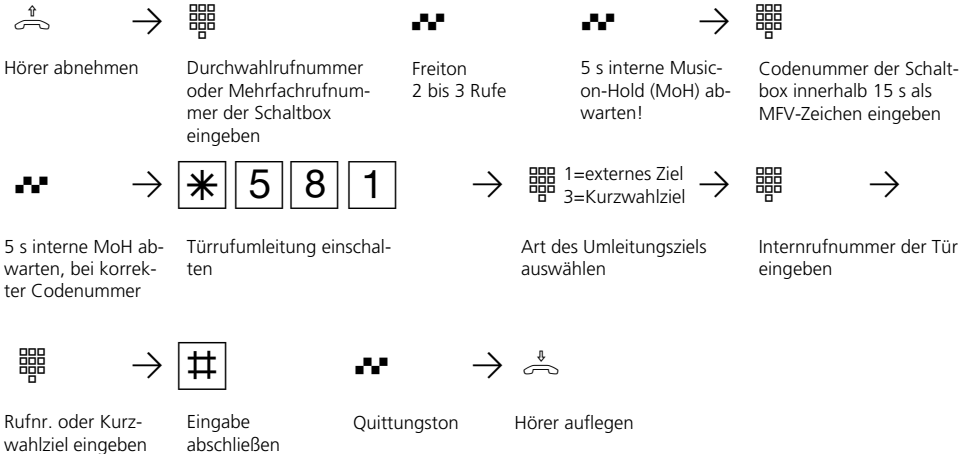 Hörer abnehmen
Durchwahlrufnummer
oder Mehrfachrufnum-
mer der Schaltbox
eingeben
Freiton
2 bis 3 Rufe
5 s interne Music-
on-Hold (MoH) ab-
warten!
Codenummer der Schalt-
box innerhalb 15 s als
MFV-Zeichen eingeben
* 5 8 1
1=externes Ziel
3=Kurzwahlziel
5 s interne MoH ab-
warten, bei korrek-
ter Codenummer
Türrufumleitung einschal-
ten
Art des Umleitungsziels
auswählen
Internrufnummer der Tür
eingeben
#
Rufnr. oder Kurz-
wahlziel eingeben
Eingabe
abschließen
Quittungston
Hörer auflegen